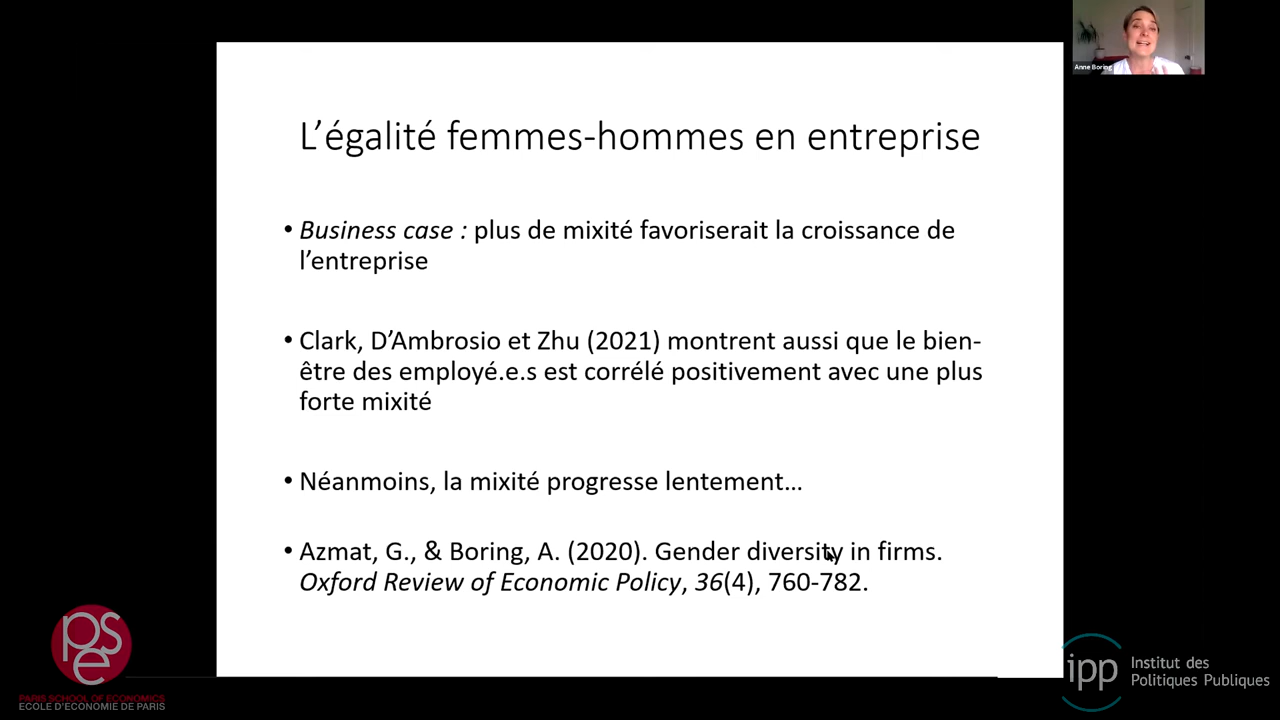 Anne Boring
L'égalité femmes-hommes en entreprise
• Business case : plus de mixité favoriserait la croissance de
l'entreprise
• Clark, D'Ambrosio et Zhu (2021) montrent aussi que le bien-
être des employé.e.s est corrélé positivement avec une plus
forte mixité
• Néanmoins, la mixité progresse lentement...
• Azmat, G., & Boring, A. (2020). Gender diversity in firms.
Oxford Review of Economic Policy, 36(4), 760-782.
pse
PARIS SCHOOL OF ECONOMICS
ECOLE D'ECONOMIE DE PARIS
ipp
Institut des
Politiques Publiques